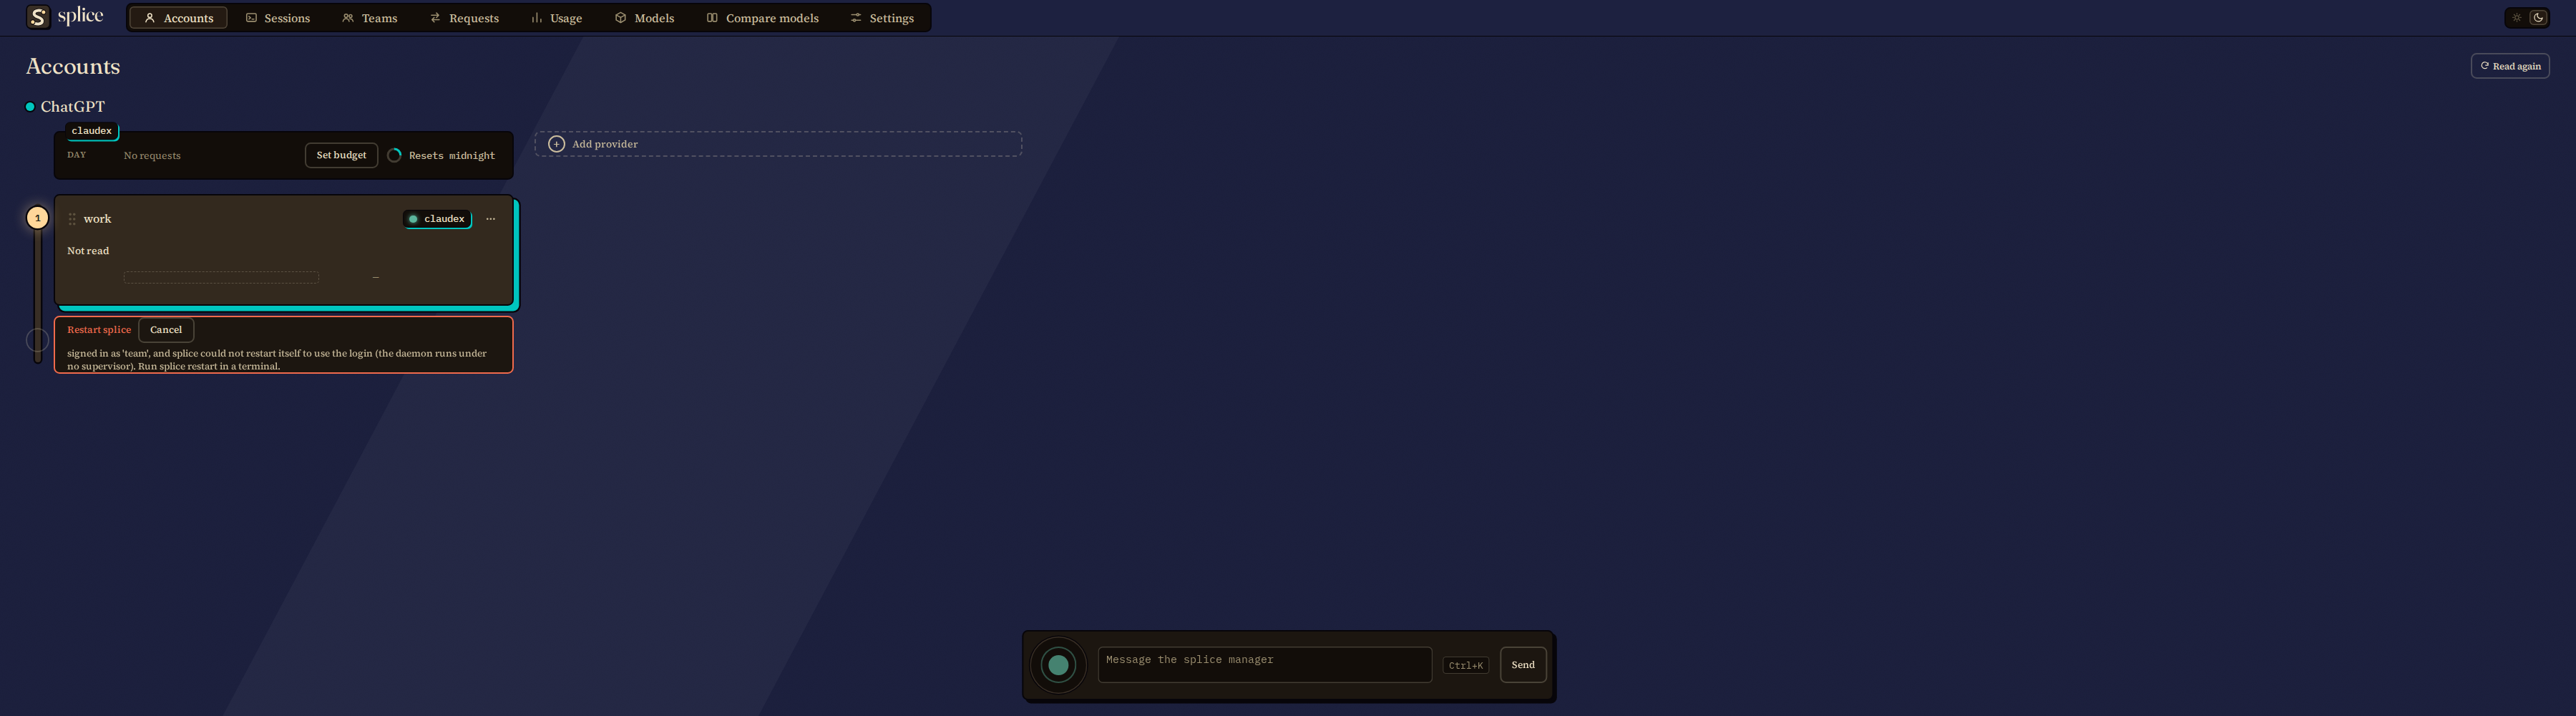 S splice Accounts Sessions Teams Requests Usage Models Compare models Settings
Accounts
Read again
ChatGPT
claudex
DAY No requests Set budget Resets midnight
Add provider
1 work claudex ...
Not read
—
Restart splice Cancel
signed in as 'team', and splice could not restart itself to use the login (the daemon runs under
no supervisor). Run splice restart in a terminal.
Message the splice manager Ctrl+K Send